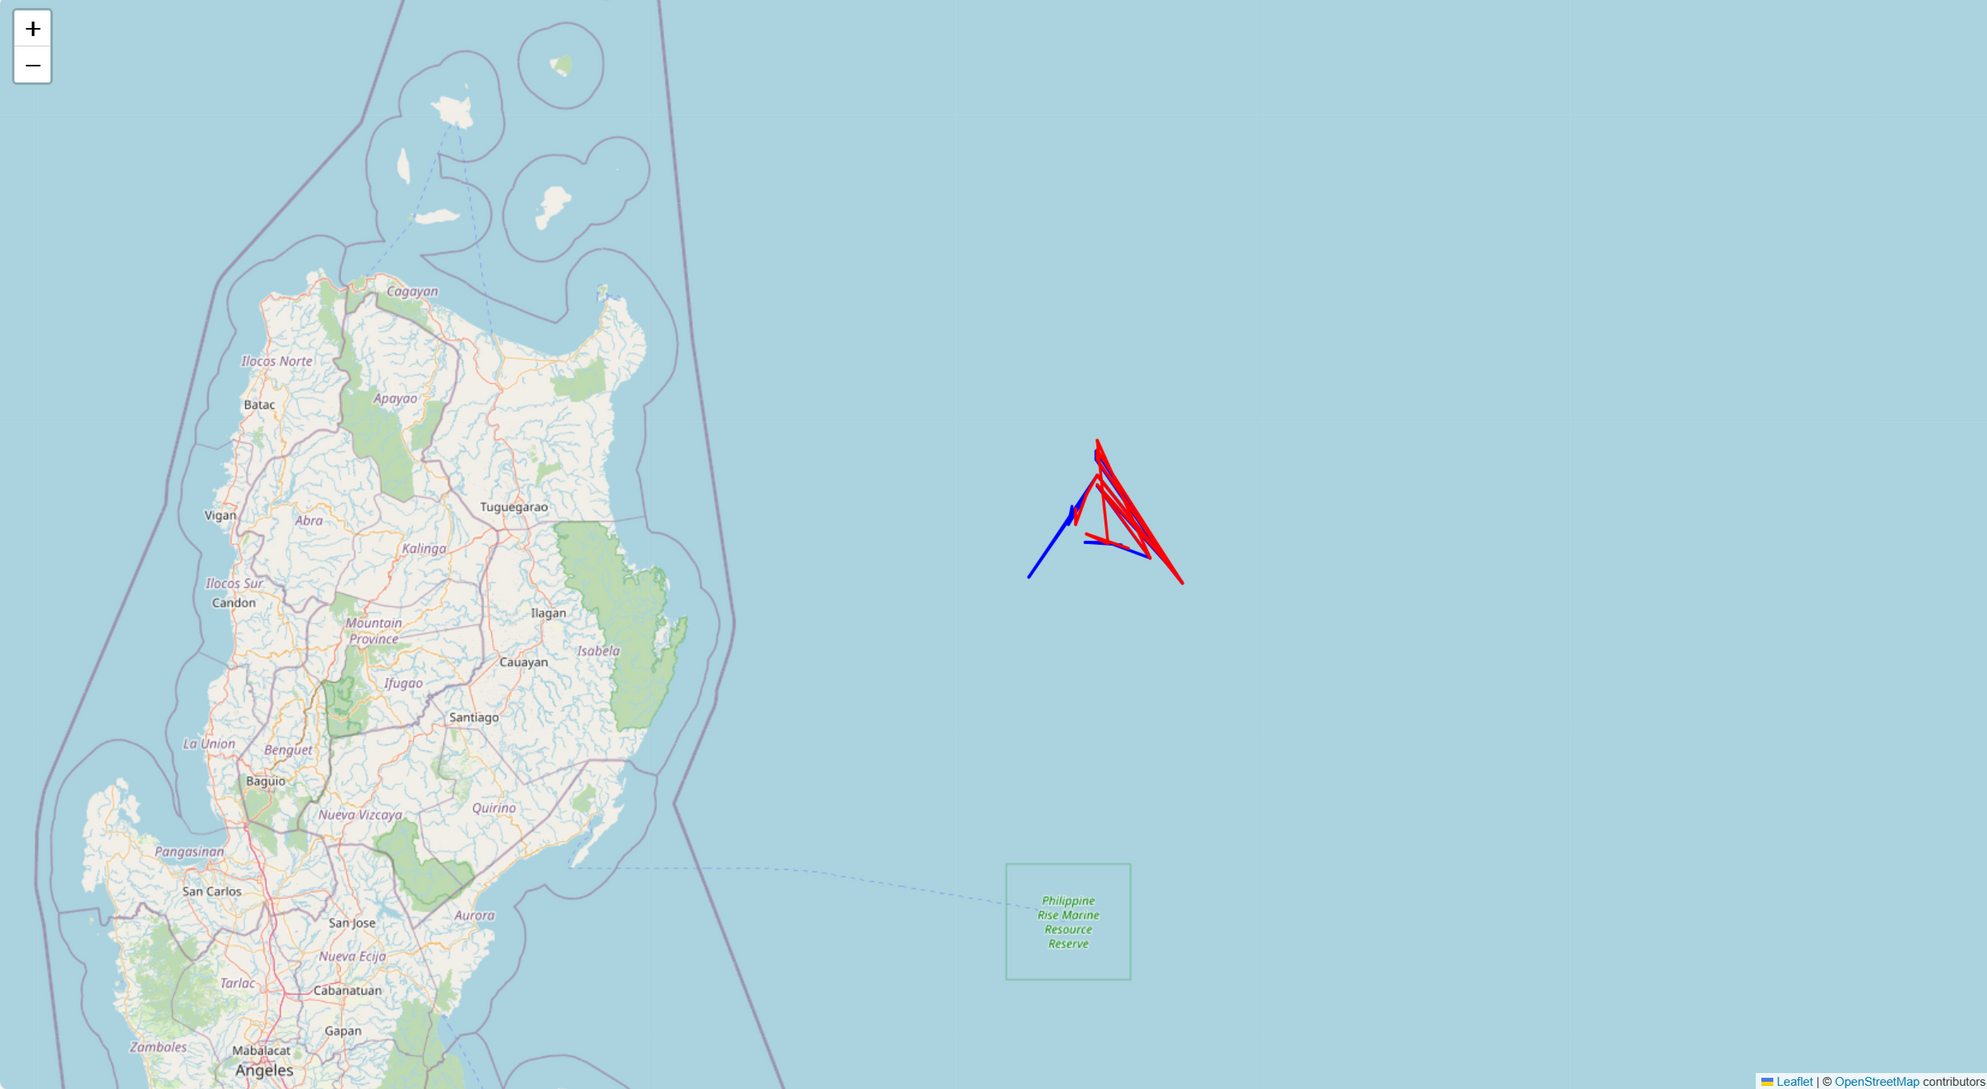 +
−
Cagayan
Ilocos Norte
Batac
Apayao
Tuguegarao
Vigan
Abra
Kalinga
Ilocos Sur
Candon
Ilagan
Mountain
Province
Isabela
Cauayan
Ifugao
Santiago
La Union
Benguet
Baguio
Quirino
Nueva Vizcaya
Pangasinan
San Carlos
San Jose
Aurora
Philippine
Rise Marine
Resource
Reserve
Nueva Ecija
Tarlac
Cabanatuan
Gapan
Zambales
Mabalacat
Angeles
Leaflet | © OpenStreetMap contributors